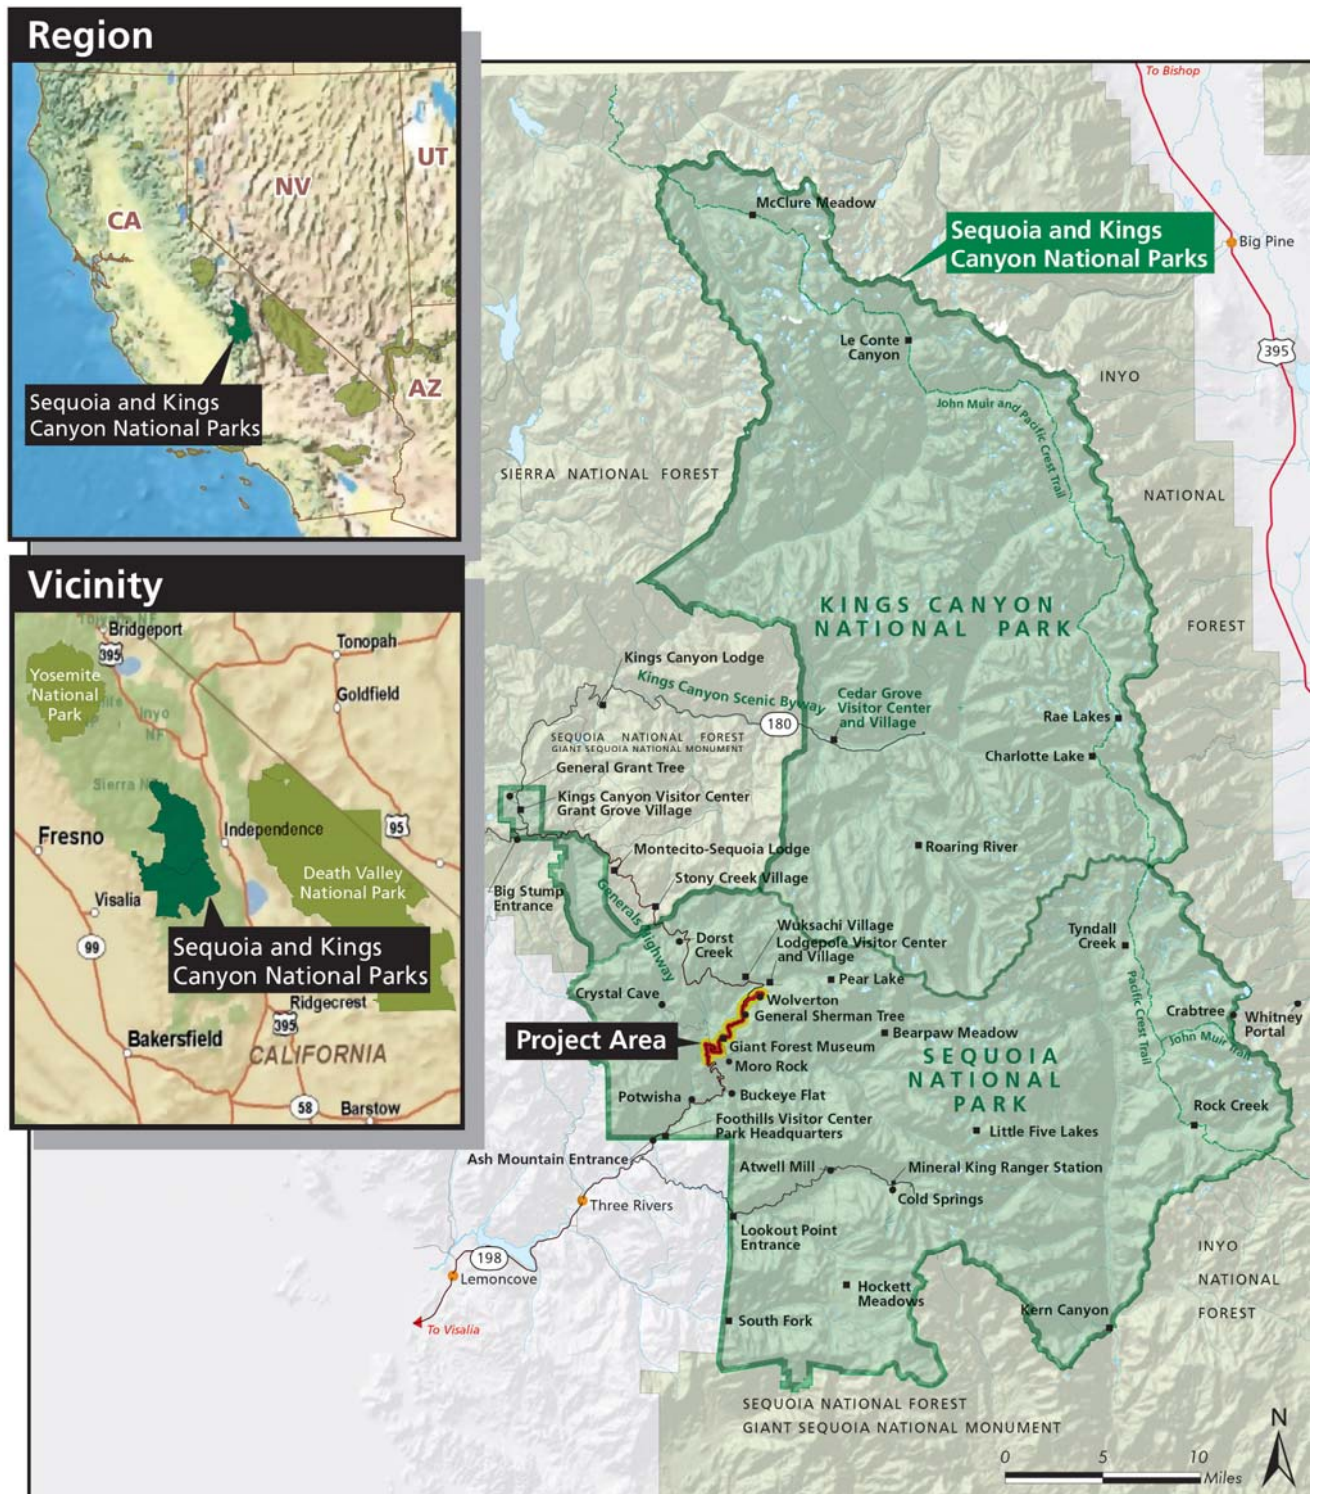 Region
UT
NV
CA
AZ
Sequoia and Kings
Canyon National Parks
Vicinity
Bridgeport
395
Tonopah
Yosemite
National
Park
Goldfield
Inyo
NF
Fresno
Independence
95
Death Valley
National Park
Visalia
99
Sequoia and Kings
Canyon National Parks
Ridgecrest
395
Bakersfield
CALIFORNIA
58
Barstow
To Bishop
McClure Meadow
Sequoia and Kings
Canyon National Parks
Big Pine
Le Conte
Canyon
395
INYO
John Muir and Pacific Crest Trail
SIERRA NATIONAL FOREST
NATIONAL
KINGS CANYON
NATIONAL PARK
FOREST
Kings Canyon Lodge
Kings Canyon Scenic Byway
180
Cedar Grove
Visitor Center
and Village
Rae Lakes
SEQUOIA NATIONAL FOREST
GIANT SEQUOIA NATIONAL MONUMENT
Charlotte Lake
General Grant Tree
Kings Canyon Visitor Center
Grant Grove Village
Roaring River
Montecito-Sequoia Lodge
Stony Creek Village
Big Stump
Entrance
Generals Highway
Wuksachi Village
Lodgepole Visitor Center
and Village
Dorst
Creek
Tyndall
Creek
Pear Lake
Crystal Cave
Wolverton
General Sherman Tree
Pacific Crest Trail
Crabtree
Whitney
Portal
Project Area
Giant Forest Museum
Bearpaw Meadow
John Muir Trail
Moro Rock
SEQUOIA
NATIONAL
PARK
Potwisha
Buckeye Flat
Rock Creek
Foothills Visitor Center
Park Headquarters
Little Five Lakes
Ash Mountain Entrance
Atwell Mill
Mineral King Ranger Station
Cold Springs
Three Rivers
Lookout Point
Entrance
198
Lemoncove
INYO
NATIONAL
FOREST
Hockett
Meadows
Kern Canyon
South Fork
To Visalia
SEQUOIA NATIONAL FOREST
GIANT SEQUOIA NATIONAL MONUMENT
N
0 5 10
Miles